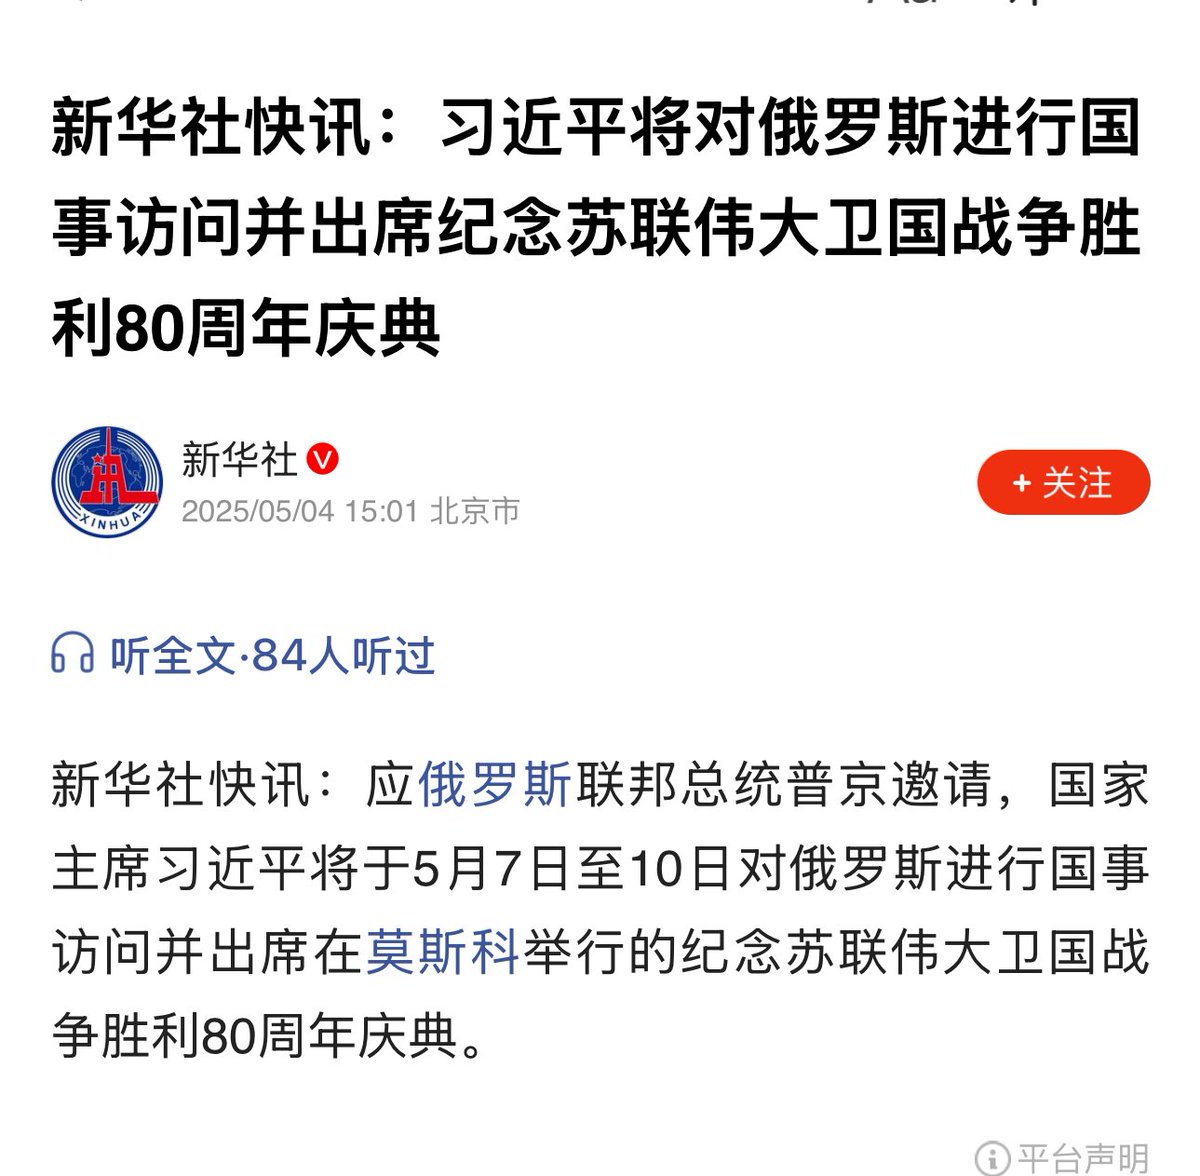 新华社快讯：习近平将对俄罗斯进行国
事访问并出席纪念苏联伟大卫国战争胜
利80周年庆典
新华社
2025/05/04 15:01 北京市
+ 关注
XINHUA
听全文·84人听过
新华社快讯：应俄罗斯联邦总统普京邀请，国家
主席习近平将于5月7日至10日对俄罗斯进行国事
访问并出席在莫斯科举行的纪念苏联伟大卫国战
争胜利80周年庆典。
平台声明